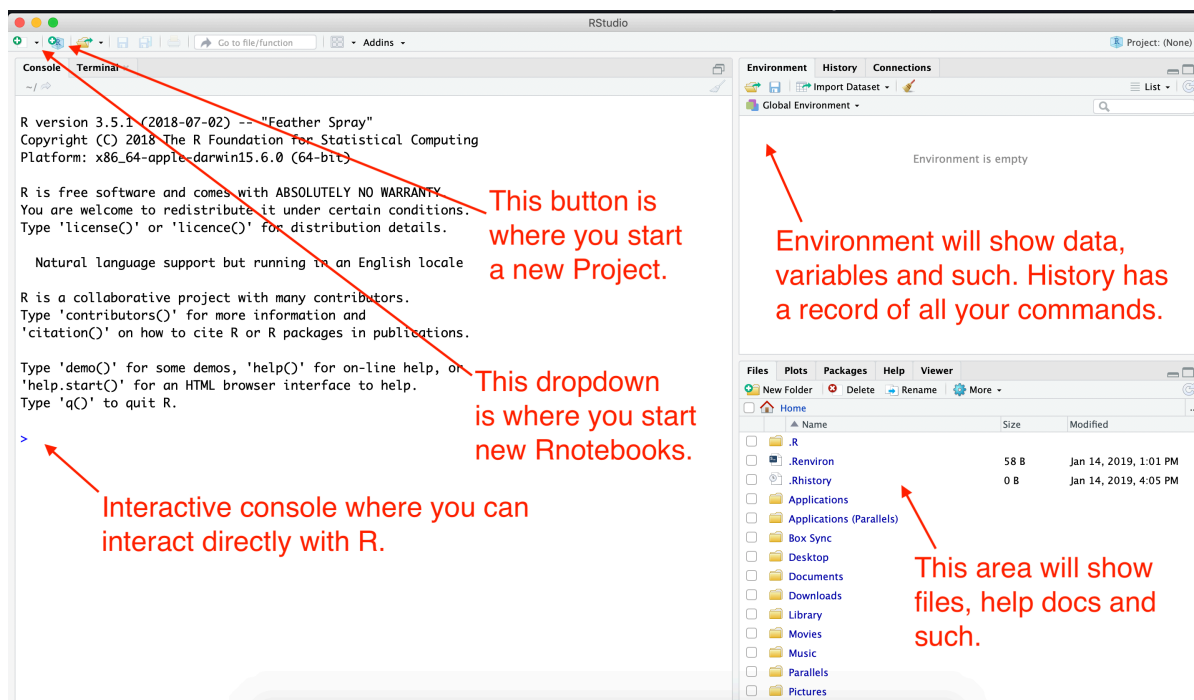 RStudio
Go to file/function
Addins
Project: (None)
Console Terminal
~/
R version 3.5.1 (2018-07-02) -- "Feather Spray"
Copyright (C) 2018 The R Foundation for Statistical Computing
Platform: x86_64-apple-darwin15.6.0 (64-bit)
R is free software and comes with ABSOLUTELY NO WARRANTY.
You are welcome to redistribute it under certain conditions.
Type 'license()' or 'licence()' for distribution details.
Natural language support but running in an English locale
R is a collaborative project with many contributors.
Type 'contributors()' for more information and
'citation()' on how to cite R or R packages in publications.
Type 'demo()' for some demos, 'help()' for on-line help, or
'help.start()' for an HTML browser interface to help.
Type 'q()' to quit R.
>
This button is
where you start
a new Project.
This dropdown
is where you start
new Rnotebooks.
Interactive console where you can
interact directly with R.
Environment History Connections
Import Dataset List
Global Environment
Environment is empty
Environment will show data,
variables and such. History has
a record of all your commands.
Files Plots Packages Help Viewer
New Folder Delete Rename More
Home
Name Size Modified
.R
.Renviron 58 B Jan 14, 2019, 1:01 PM
.Rhistory 0 B Jan 14, 2019, 4:05 PM
Applications
Applications (Parallels)
Box Sync
Desktop
Documents
Downloads
Library
Movies
Music
Parallels
Pictures
This area will show
files, help docs and
such.